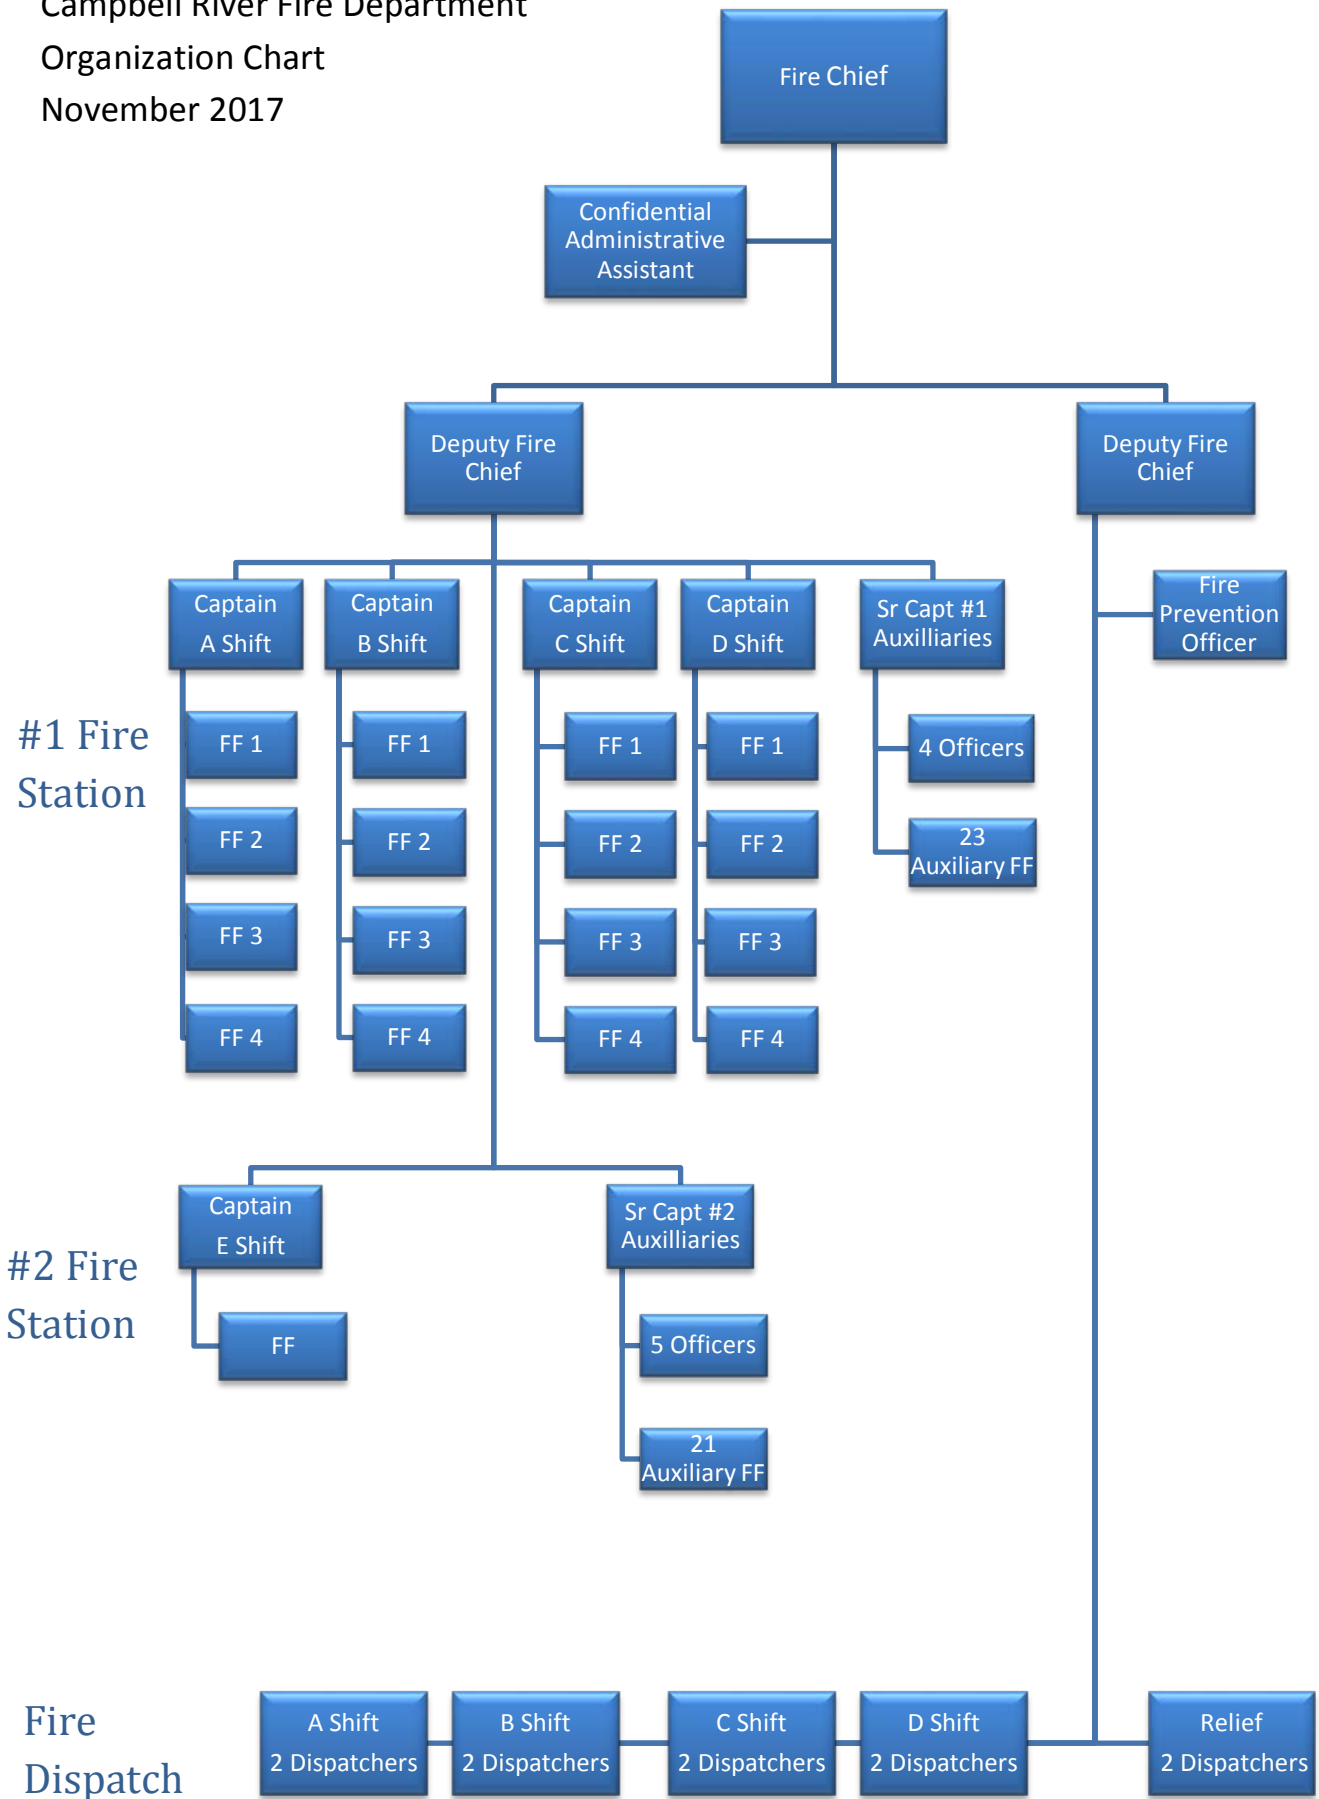 Campbell River Fire Department
Organization Chart
November 2017
Fire Chief
Confidential
Administrative
Assistant
Deputy Fire
Chief
Deputy Fire
Chief
Captain
A Shift
Captain
B Shift
Captain
C Shift
Captain
D Shift
Sr Capt #1
Auxilliaries
Fire
Prevention
Officer
#1 Fire
Station
FF 1
FF 1
FF 1
FF 1
4 Officers
FF 2
FF 2
FF 2
FF 2
23
Auxiliary FF
FF 3
FF 3
FF 3
FF 3
FF 4
FF 4
FF 4
FF 4
#2 Fire
Station
Captain
E Shift
Sr Capt #2
Auxilliaries
FF
5 Officers
21
Auxiliary FF
Fire
Dispatch
A Shift
2 Dispatchers
B Shift
2 Dispatchers
C Shift
2 Dispatchers
D Shift
2 Dispatchers
Relief
2 Dispatchers